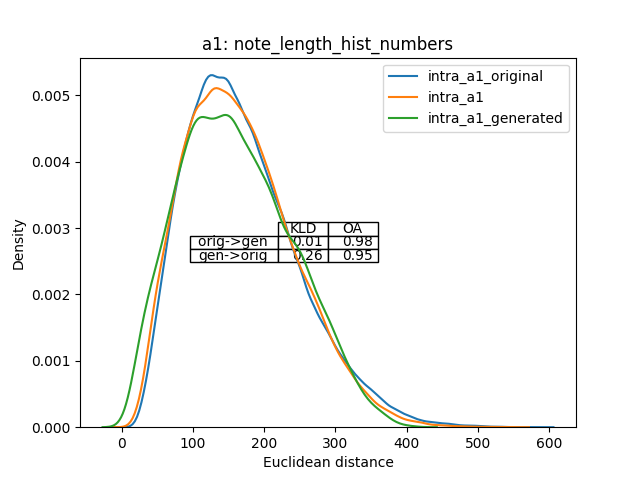 a1: note_length_hist_numbers
intra_a1_original
intra_a1
intra_a1_generated
0.005
0.004
0.003
0.002
0.001
0.000
Density
KLD OA
orig->gen 0.01 0.98
gen->orig 0.26 0.95
0 100 200 300 400 500 600
Euclidean distance